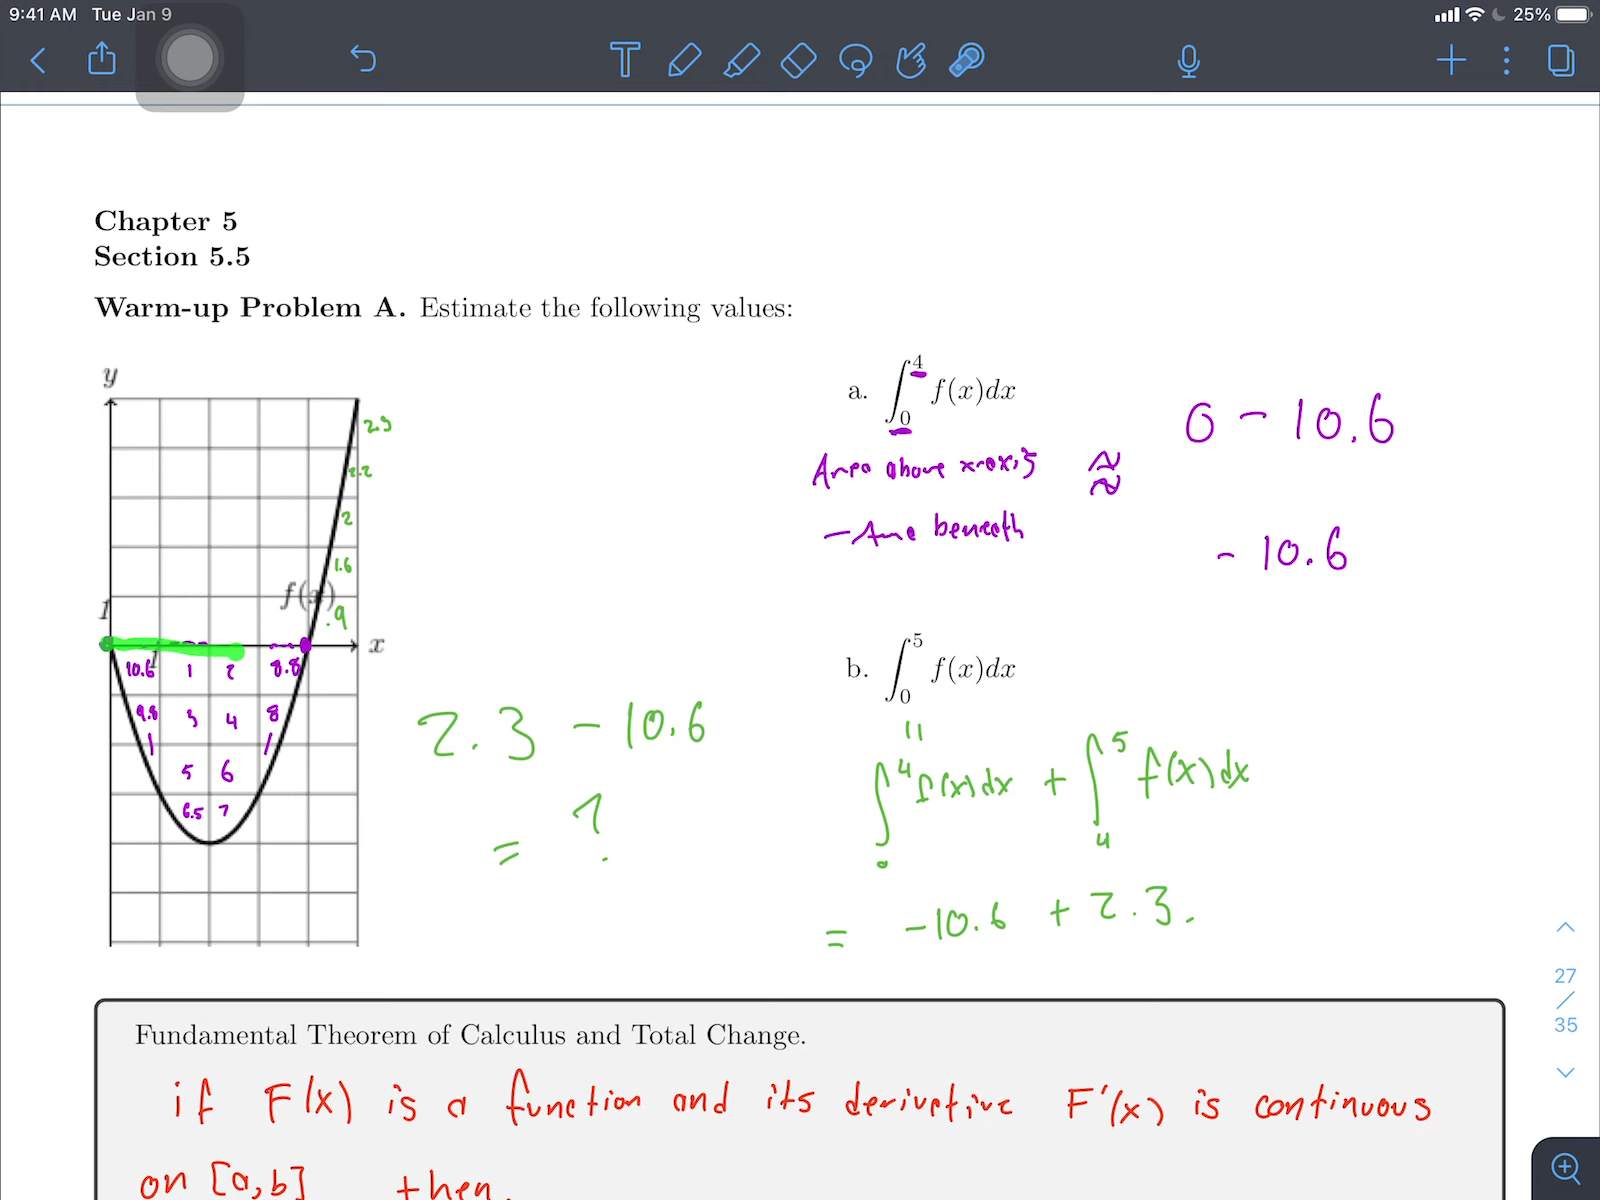 9:41 AM Tue Jan 9
25%
Chapter 5
Section 5.5
Warm-up Problem A. Estimate the following values:
y
2.3
2.2
2
1.6
.9
f(x)
1
x
1
10.6 1 2 8.8
9.8 3 4 8
5 6
6.5 7
2.3 - 10.6
= ?
a. ∫₀⁴ f(x)dx
0 - 10.6
Area above x-axis ≈
- Area beneath
- 10.6
b. ∫₀⁵ f(x)dx
||
∫₀⁴ f(x)dx + ∫₄⁵ f(x)dx
= -10.6 + 2.3.
27
/
35
Fundamental Theorem of Calculus and Total Change.
if F(x) is a function and its derivative F'(x) is continuous
on [a,b] then